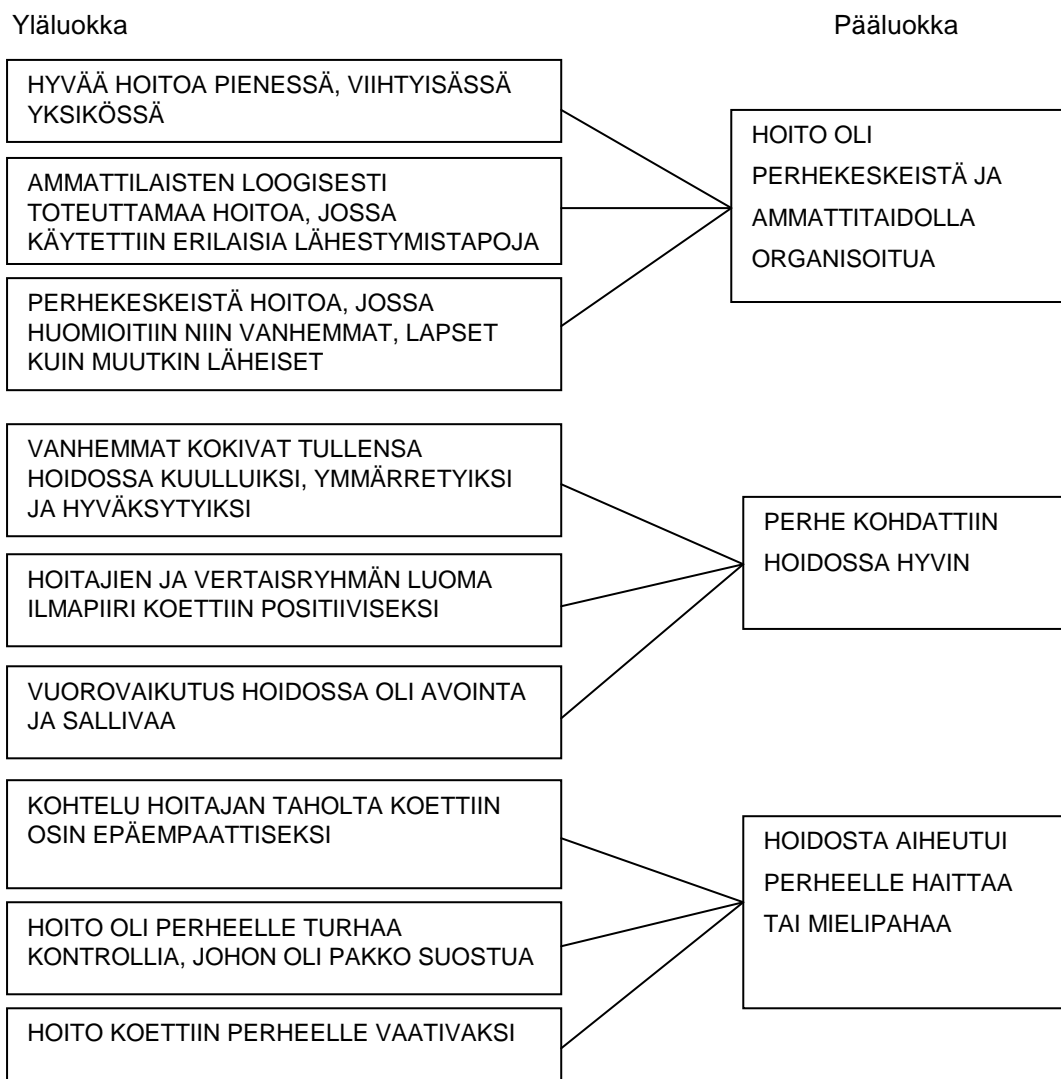 Yläluokka
Pääluokka
HYVÄÄ HOITOA PIENESSÄ, VIIHTYISÄSSÄ
YKSIKÖSSÄ
AMMATTILAISTEN LOOGISESTI
TOTEUTTAMAA HOITOA, JOSSA
KÄYTETTIIN ERILAISIA LÄHESTYMISTAPOJA
PERHEKESKEISTÄ HOITOA, JOSSA
HUOMIOITIIN NIIN VANHEMMAT, LAPSET
KUIN MUUTKIN LÄHEISET
HOITO OLI
PERHEKESKEISTÄ JA
AMMATTITAIDOLLA
ORGANISOITUA
VANHEMMAT KOKIVAT TULLENSA
HOIDOSSA KUULLUIKSI, YMMÄRRETYIKSI
JA HYVÄKSYTYIKSI
HOITAJIEN JA VERTAISRYHMÄN LUOMA
ILMAPIIRI KOETTIIN POSITIIVISEKSI
VUOROVAIKUTUS HOIDOSSA OLI AVOINTA
JA SALLIVAA
PERHE KOHDATTIIN
HOIDOSSA HYVIN
KOHTELU HOITAJAN TAHOLTA KOETTIIN
OSIN EPÄEMPAATTISEKSI
HOITO OLI PERHEELLE TURHAA
KONTROLLIA, JOHON OLI PAKKO SUOSTUA
HOITO KOETTIIN PERHEELLE VAATIVAKSI
HOIDOSTA AIHEUTUI
PERHEELLE HAITTAA
TAI MIELIPAHAA